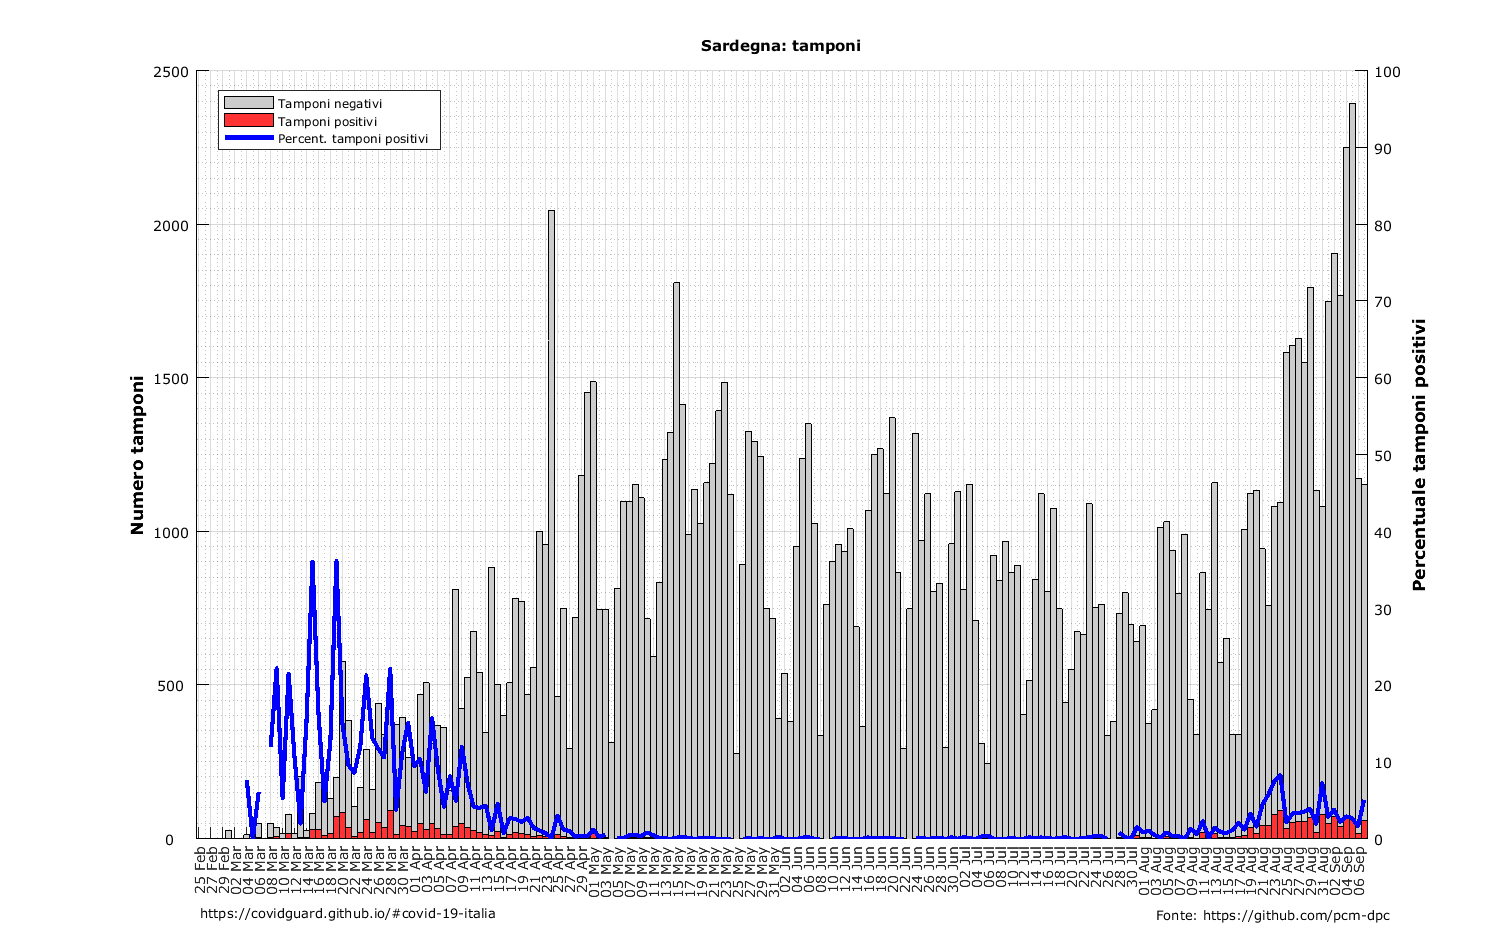 Sardegna: tamponi
2500
2000
1500
1000
500
0
Numero tamponi
Tamponi negativi
Tamponi positivi
Percent. tamponi positivi
100
90
80
70
60
50
40
30
20
10
0
Percentuale tamponi positivi
25 Feb
27 Feb
29 Feb
02 Mar
04 Mar
06 Mar
08 Mar
10 Mar
12 Mar
14 Mar
16 Mar
18 Mar
20 Mar
22 Mar
24 Mar
26 Mar
28 Mar
30 Mar
01 Apr
03 Apr
05 Apr
07 Apr
09 Apr
11 Apr
13 Apr
15 Apr
17 Apr
19 Apr
21 Apr
23 Apr
25 Apr
27 Apr
29 Apr
01 May
03 May
05 May
07 May
09 May
11 May
13 May
15 May
17 May
19 May
21 May
23 May
25 May
27 May
29 May
31 May
02 Jun
04 Jun
06 Jun
08 Jun
10 Jun
12 Jun
14 Jun
16 Jun
18 Jun
20 Jun
22 Jun
24 Jun
26 Jun
28 Jun
30 Jun
02 Jul
04 Jul
06 Jul
08 Jul
10 Jul
12 Jul
14 Jul
16 Jul
18 Jul
20 Jul
22 Jul
24 Jul
26 Jul
28 Jul
30 Jul
01 Aug
03 Aug
05 Aug
07 Aug
09 Aug
11 Aug
13 Aug
15 Aug
17 Aug
19 Aug
21 Aug
23 Aug
25 Aug
27 Aug
29 Aug
31 Aug
02 Sep
04 Sep
06 Sep
https://covidguard.github.io/#covid-19-italia
Fonte: https://github.com/pcm-dpc